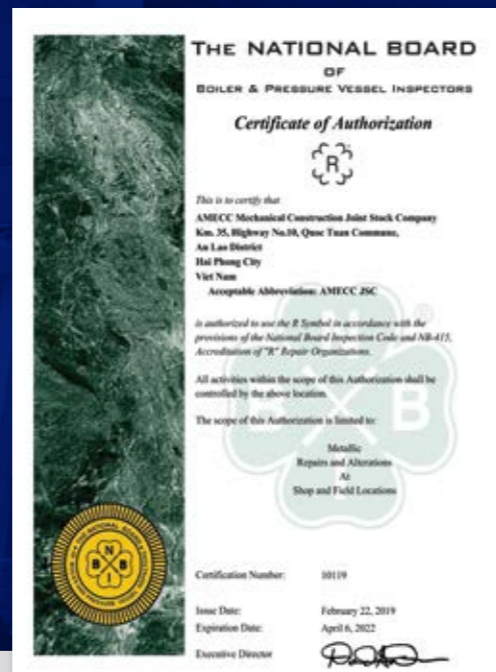 THE NATIONAL BOARD
OF
BOILER & PRESSURE VESSEL INSPECTORS
Certificate of Authorization
R
This is to certify that
AMECC Mechanical Construction Joint Stock Company
Km. 35, Highway No.10, Quoc Tuan Commune,
An Lao District
Hai Phong City
Viet Nam
Acceptable Abbreviation: AMECC JSC
is authorized to use the R Symbol in accordance with the
provisions of the National Board Inspection Code and NB-415,
Accreditation of "R" Repair Organizations.
All activities within the scope of this Authorization shall be
controlled by the above location.
The scope of this Authorization is limited to:
Metallic
Repairs and Alterations
At
Shop and Field Locations
N
B B
I
Certification Number: 10119
Issue Date: February 22, 2019
Expiration Date: April 6, 2022
Executive Director